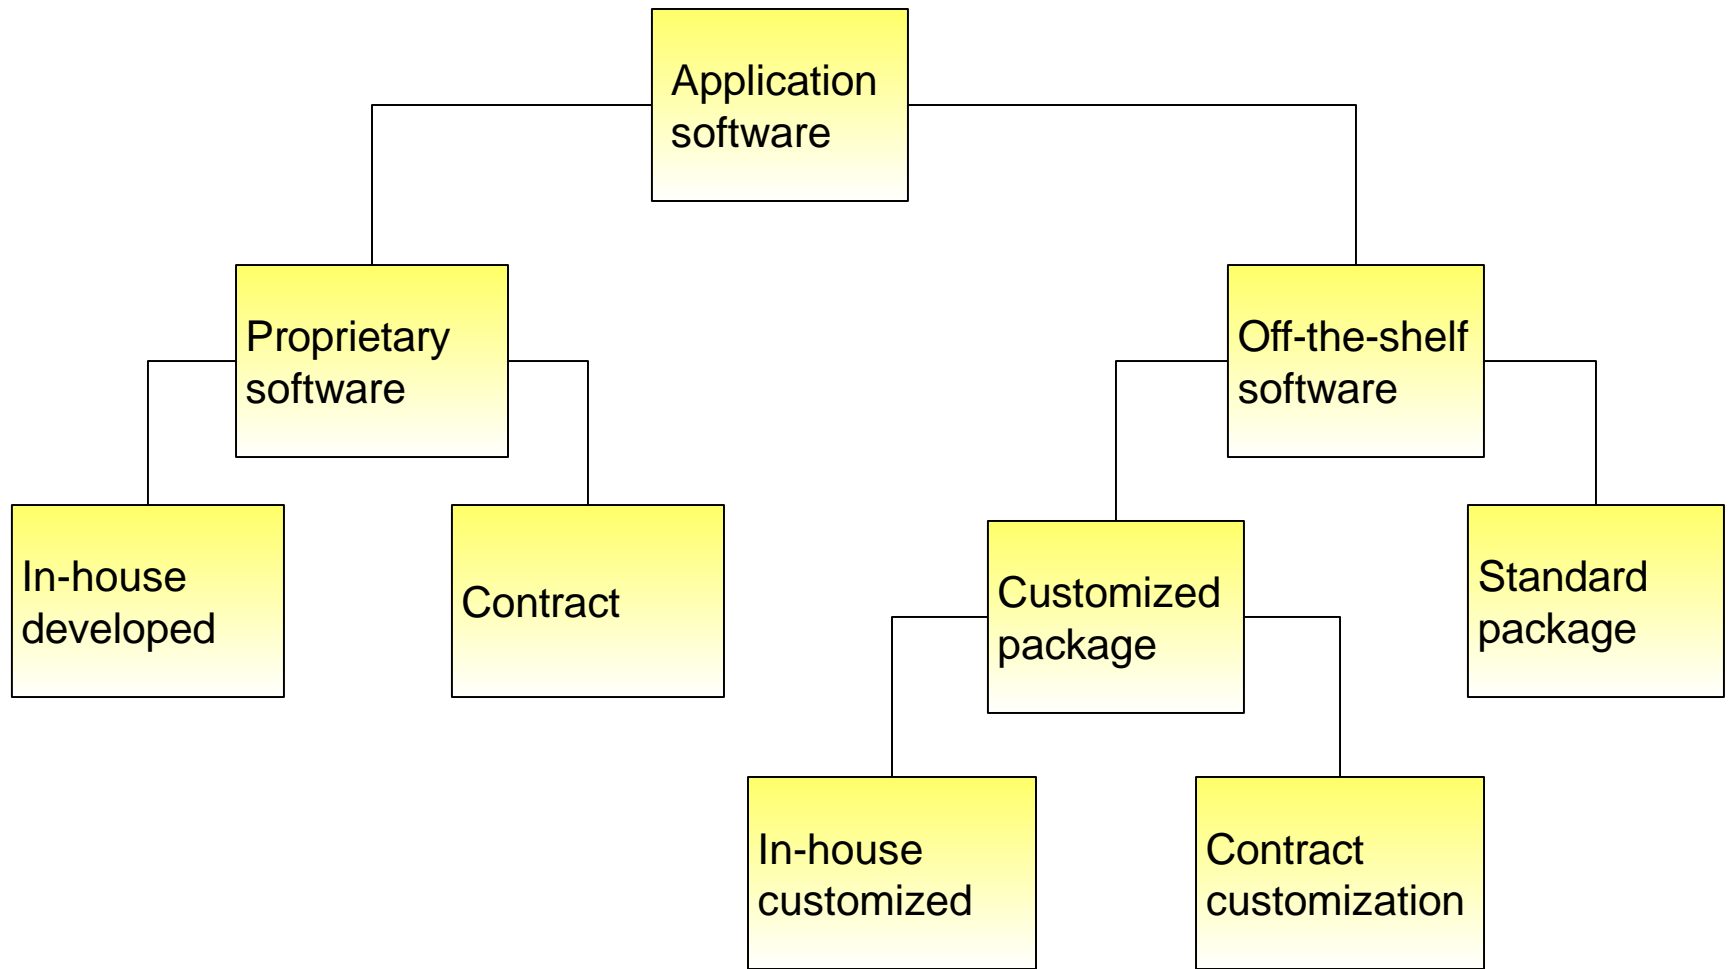 Application
software
Proprietary
software
Off-the-shelf
software
In-house
developed
Contract
Customized
package
Standard
package
In-house
customized
Contract
customization